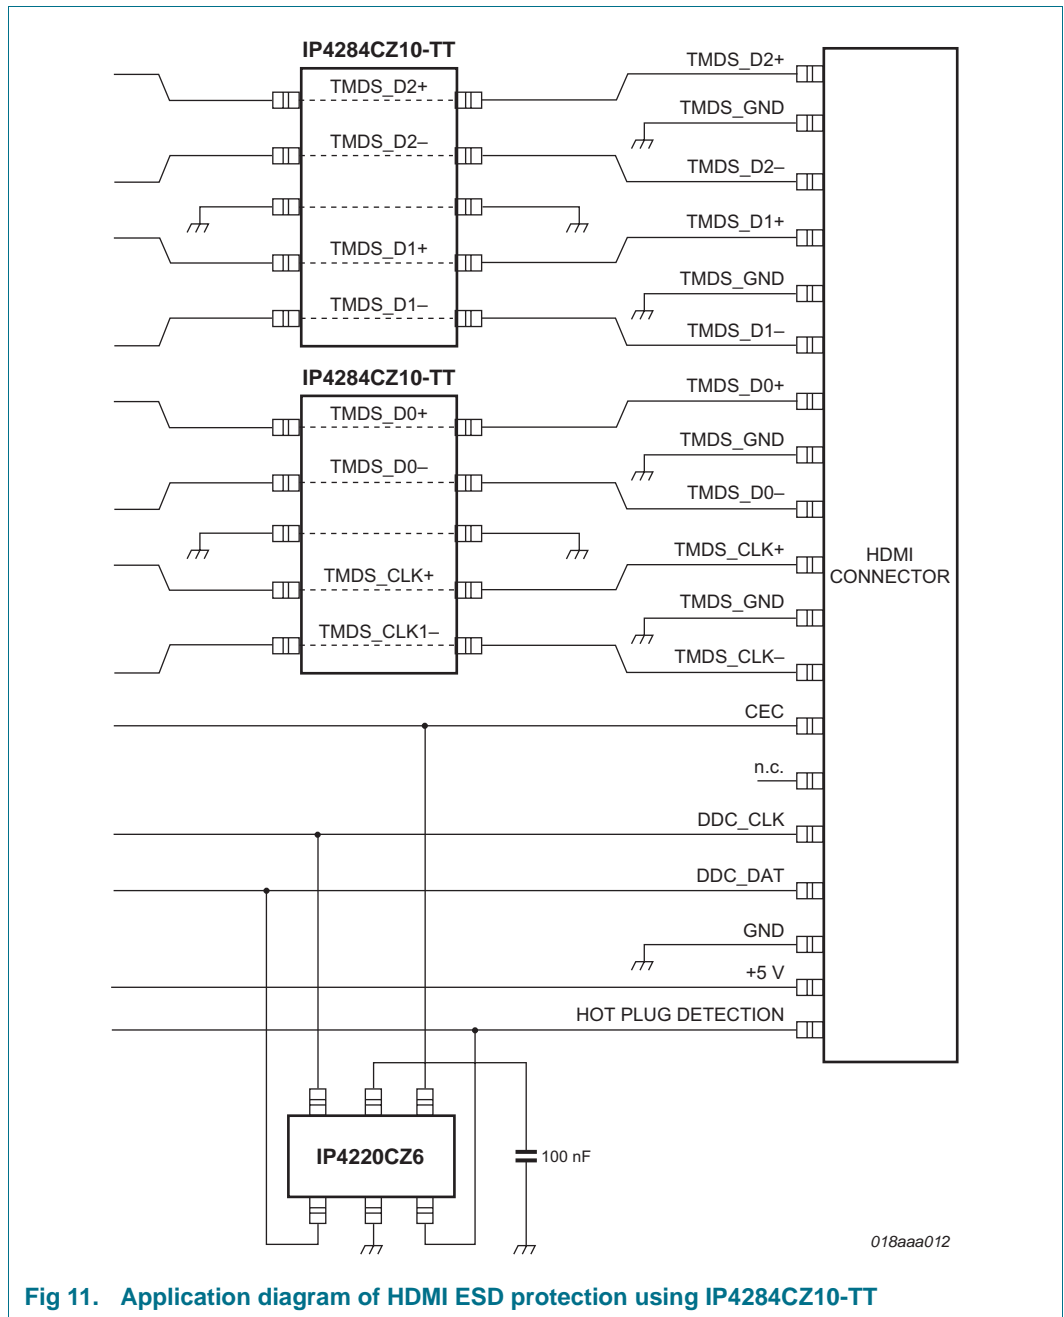 IP4284CZ10-TT
TMDS_D2+
TMDS_D2–
TMDS_D1+
TMDS_D1–
IP4284CZ10-TT
TMDS_D0+
TMDS_D0–
TMDS_CLK+
TMDS_CLK1–
TMDS_D2+
TMDS_GND
TMDS_D2–
TMDS_D1+
TMDS_GND
TMDS_D1–
TMDS_D0+
TMDS_GND
TMDS_D0–
TMDS_CLK+
TMDS_GND
TMDS_CLK–
CEC
n.c.
DDC_CLK
DDC_DAT
GND
+5 V
HOT PLUG DETECTION
HDMI
CONNECTOR
IP4220CZ6
100 nF
018aaa012
Fig 11. Application diagram of HDMI ESD protection using IP4284CZ10-TT